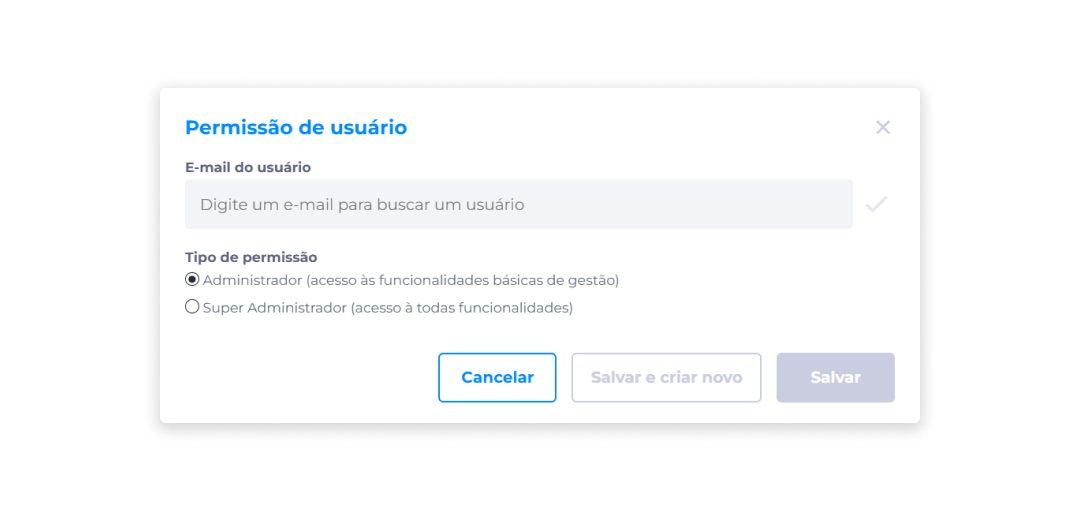 Permissão de usuário
E-mail do usuário
Digite um e-mail para buscar um usuário
Tipo de permissão
Administrador (acesso às funcionalidades básicas de gestão)
Super Administrador (acesso à todas funcionalidades)
Cancelar
Salvar e criar novo
Salvar